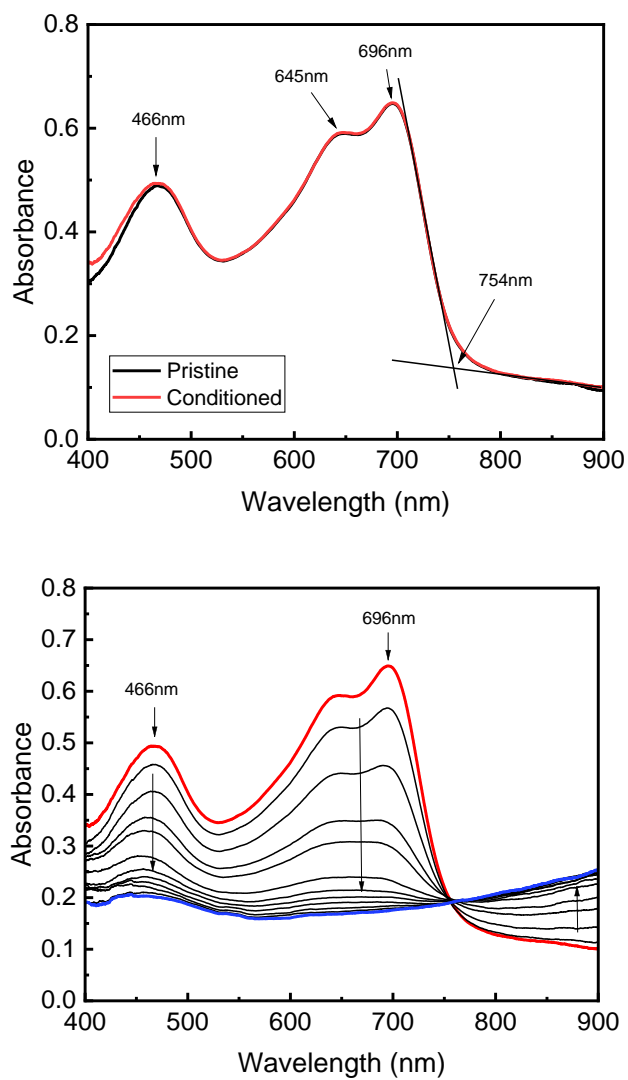 0.8
696nm
645nm
466nm
0.6
Absorbance
0.4
754nm
0.2
Pristine
Conditioned
0.0
400 500 600 700 800 900
Wavelength (nm)
0.8
696nm
0.7
466nm
0.6
0.5
Absorbance
0.4
0.3
0.2
0.1
0.0
400 500 600 700 800 900
Wavelength (nm)